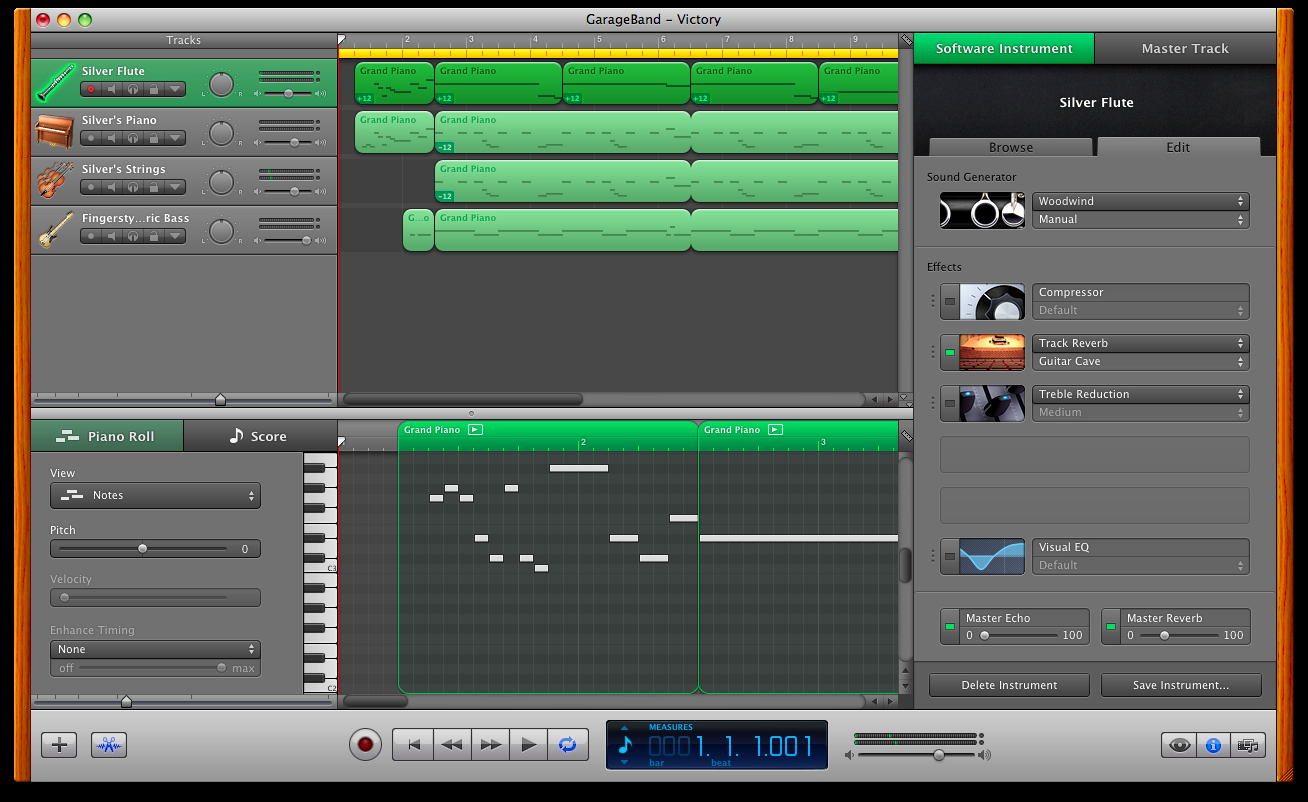 GarageBand – Victory
Tracks
2 3 4 5 6 7 8 9
Software Instrument
Master Track
Silver Flute
L R
Grand Piano Grand Piano Grand Piano Grand Piano Grand Piano
+12 +12 +12 +12 +12
Silver's Piano
L R
Grand Piano Grand Piano
-12
Silver's Strings
L R
Grand Piano
-12
Fingersty...ric Bass
L R
G...o Grand Piano
Silver Flute
Browse
Edit
Sound Generator
Woodwind
Manual
Effects
Compressor
Default
Track Reverb
Guitar Cave
Treble Reduction
Medium
Visual EQ
Default
Master Echo
0 100
Master Reverb
0 100
Delete Instrument
Save Instrument...
Piano Roll
Score
Grand Piano Grand Piano
2 3
View
Notes
Pitch
0
Velocity
Enhance Timing
None
off max
C3
C2
MEASURES
0001. 1. 1.001
bar beat